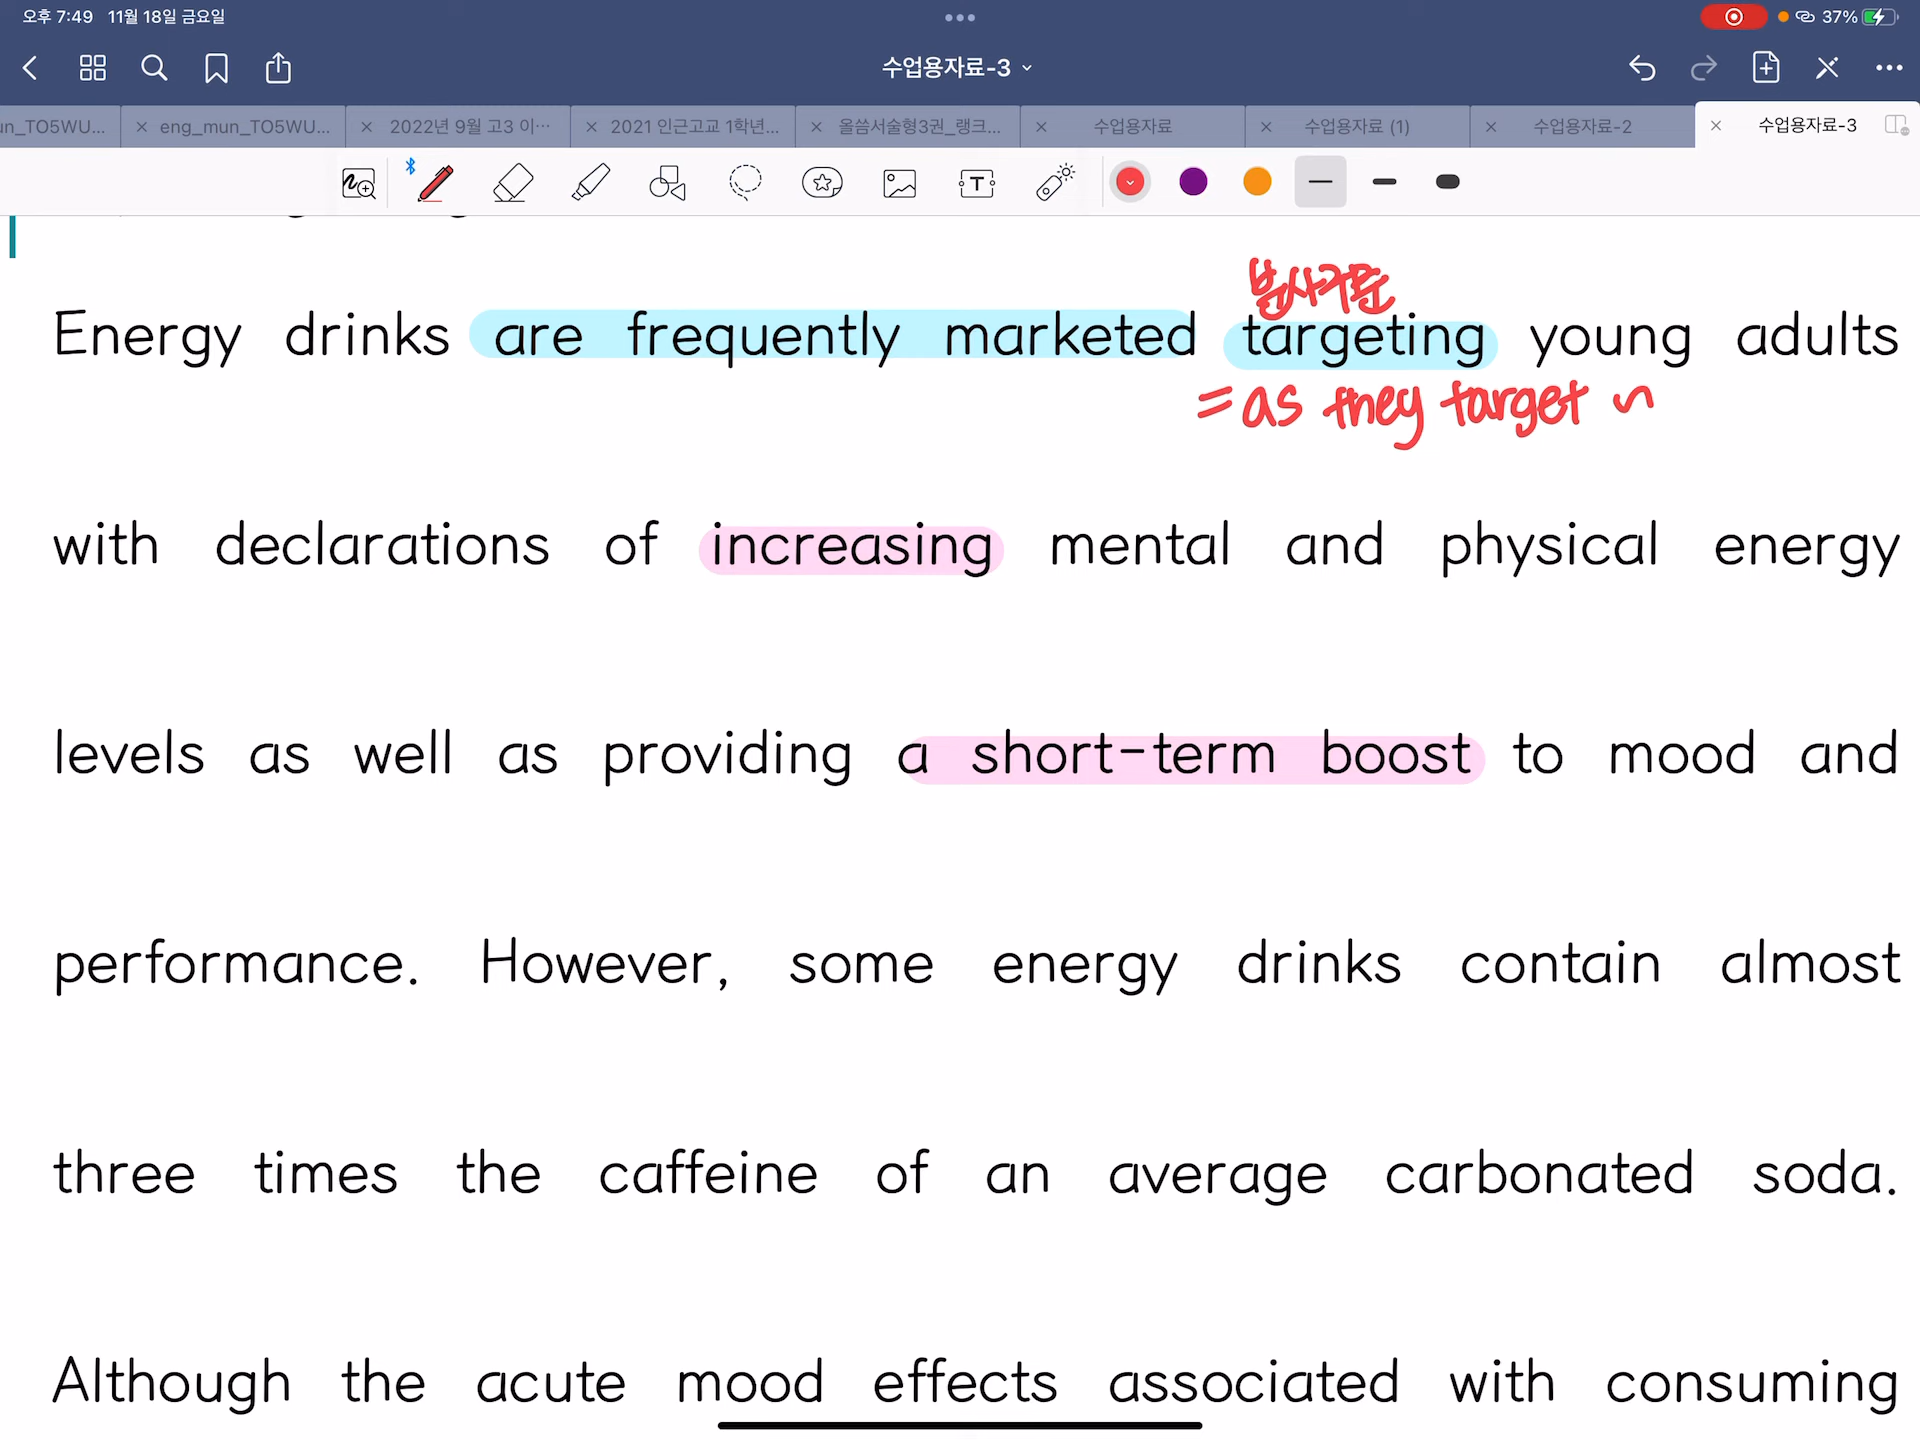 오후 7:49 11월 18일 금요일
37%
수업용자료-3
un_TO5WU...
eng_mun_TO5WU...
2022년 9월 고3 이...
2021 인근고교 1학년...
올씀서술형3권_랭크...
수업용자료
수업용자료 (1)
수업용자료-2
수업용자료-3
분사구문
Energy drinks are frequently marketed targeting young adults
= as they target ~
with declarations of increasing mental and physical energy
levels as well as providing a short-term boost to mood and
performance. However, some energy drinks contain almost
three times the caffeine of an average carbonated soda.
Although the acute mood effects associated with consuming